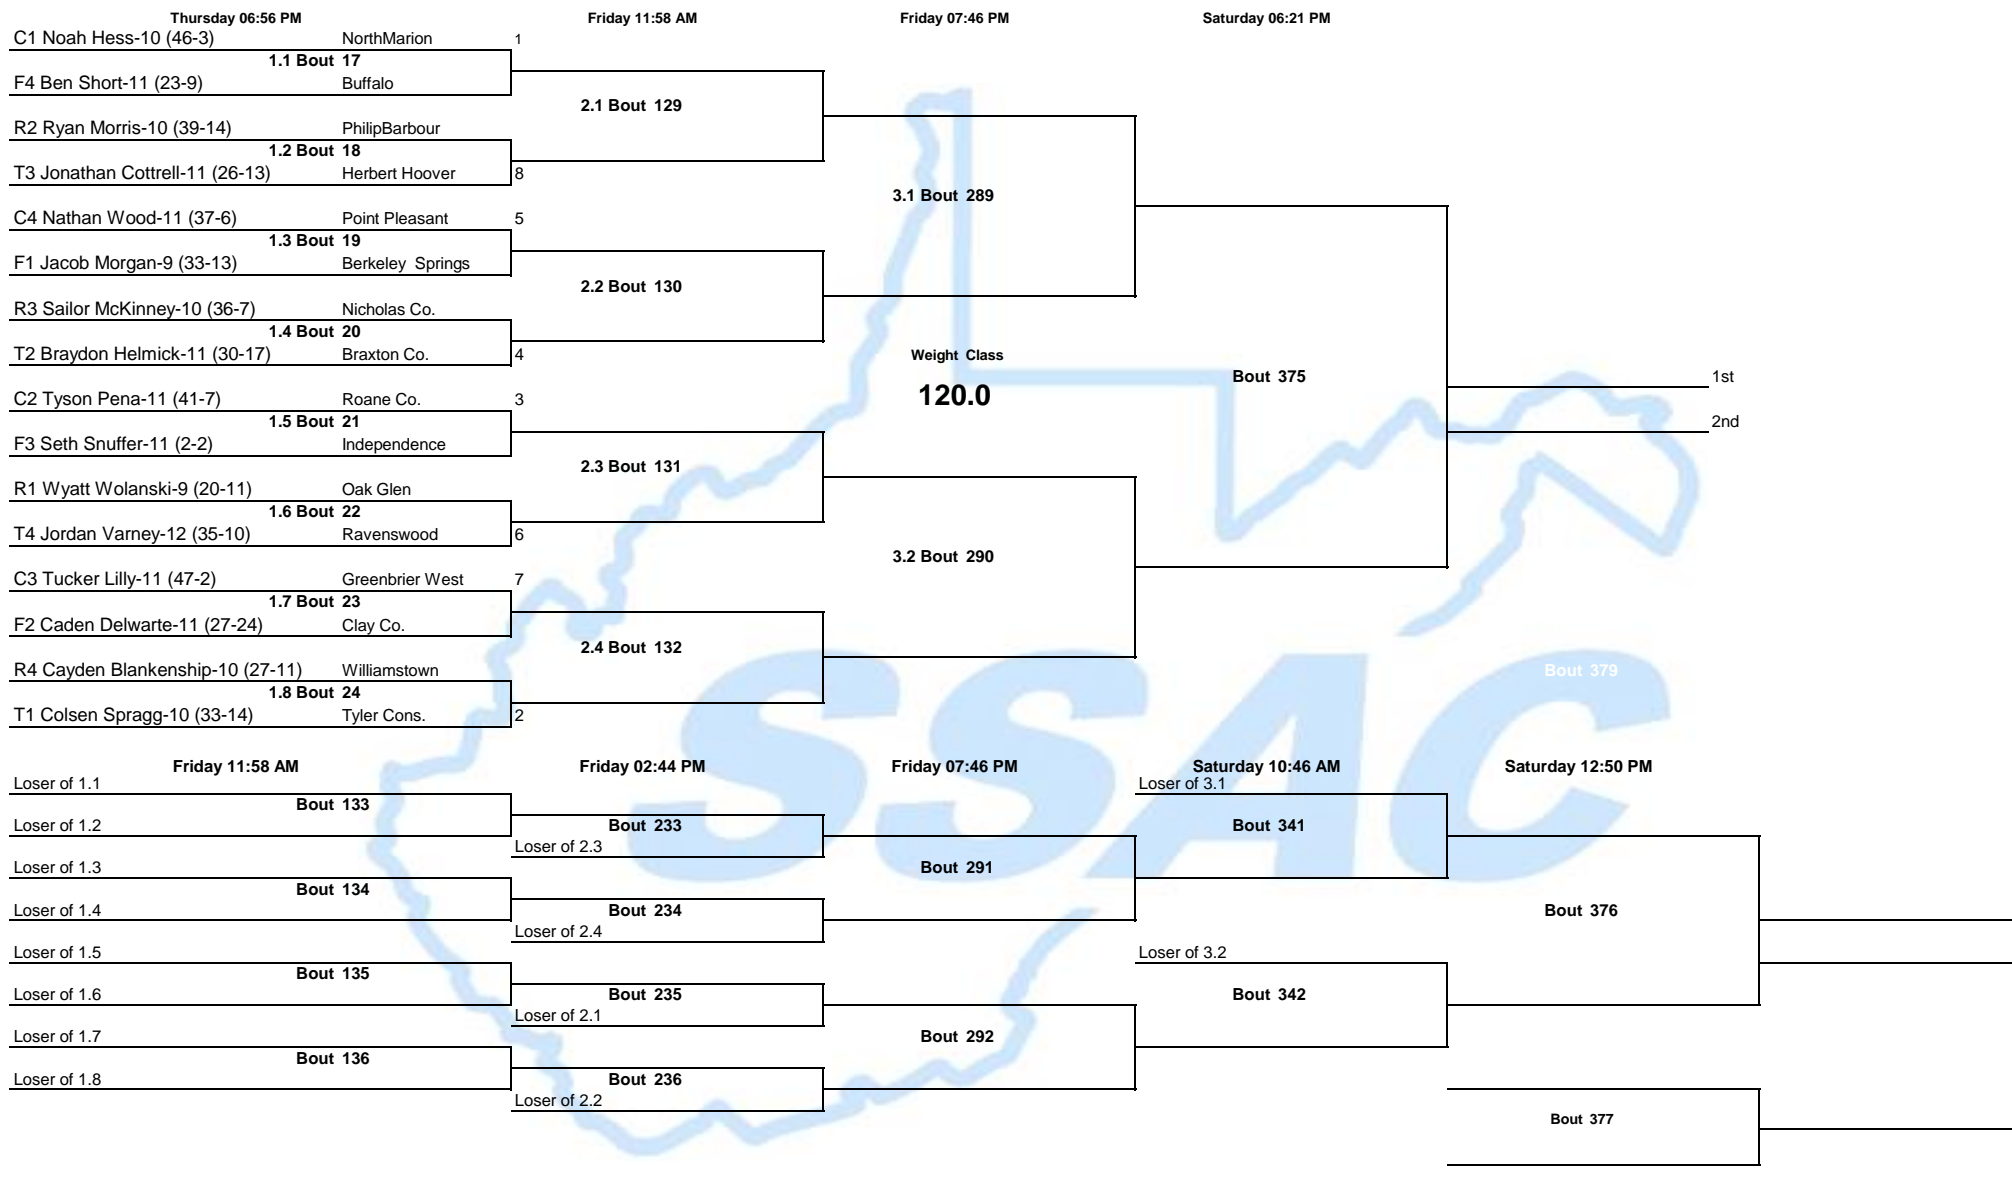 Thursday 06:56 PM Friday 11:58 AM Friday 07:46 PM Saturday 06:21 PM
C1 Noah Hess-10 (46-3) NorthMarion 1
1.1 Bout 17
F4 Ben Short-11 (23-9) Buffalo
2.1 Bout 129
R2 Ryan Morris-10 (39-14) PhilipBarbour
1.2 Bout 18
T3 Jonathan Cottrell-11 (26-13) Herbert Hoover 8
3.1 Bout 289
C4 Nathan Wood-11 (37-6) Point Pleasant 5
1.3 Bout 19
F1 Jacob Morgan-9 (33-13) Berkeley Springs
2.2 Bout 130
R3 Sailor McKinney-10 (36-7) Nicholas Co.
1.4 Bout 20
T2 Braydon Helmick-11 (30-17) Braxton Co. 4
Weight Class
Bout 375 1st
120.0
C2 Tyson Pena-11 (41-7) Roane Co. 3
1.5 Bout 21 2nd
F3 Seth Snuffer-11 (2-2) Independence
2.3 Bout 131
R1 Wyatt Wolanski-9 (20-11) Oak Glen
1.6 Bout 22
T4 Jordan Varney-12 (35-10) Ravenswood 6
3.2 Bout 290
C3 Tucker Lilly-11 (47-2) Greenbrier West 7
1.7 Bout 23
F2 Caden Delwarte-11 (27-24) Clay Co.
2.4 Bout 132
R4 Cayden Blankenship-10 (27-11) Williamstown Bout 379
1.8 Bout 24
T1 Colsen Spragg-10 (33-14) Tyler Cons. 2
SSAC
Friday 11:58 AM Friday 02:44 PM Friday 07:46 PM Saturday 10:46 AM Saturday 12:50 PM
Loser of 1.1 Loser of 3.1
Bout 133
Loser of 1.2 Bout 233 Bout 341
Loser of 2.3
Loser of 1.3 Bout 291
Bout 134
Loser of 1.4 Bout 234 Bout 376
Loser of 2.4
Loser of 1.5 Loser of 3.2
Bout 135
Loser of 1.6 Bout 235 Bout 342
Loser of 2.1
Loser of 1.7 Bout 292
Bout 136
Loser of 1.8 Bout 236
Loser of 2.2
Bout 377